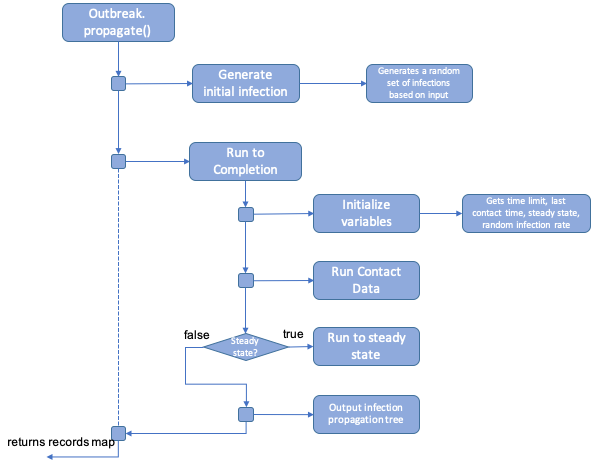 Outbreak.
propagate()
Generate
initial infection
Generates a random
set of infections
based on input
Run to
Completion
Initialize
variables
Gets time limit, last
contact time, steady state,
random infection rate
Run Contact
Data
false
Steady
state?
true
Run to steady
state
Output infection
propagation tree
returns records map